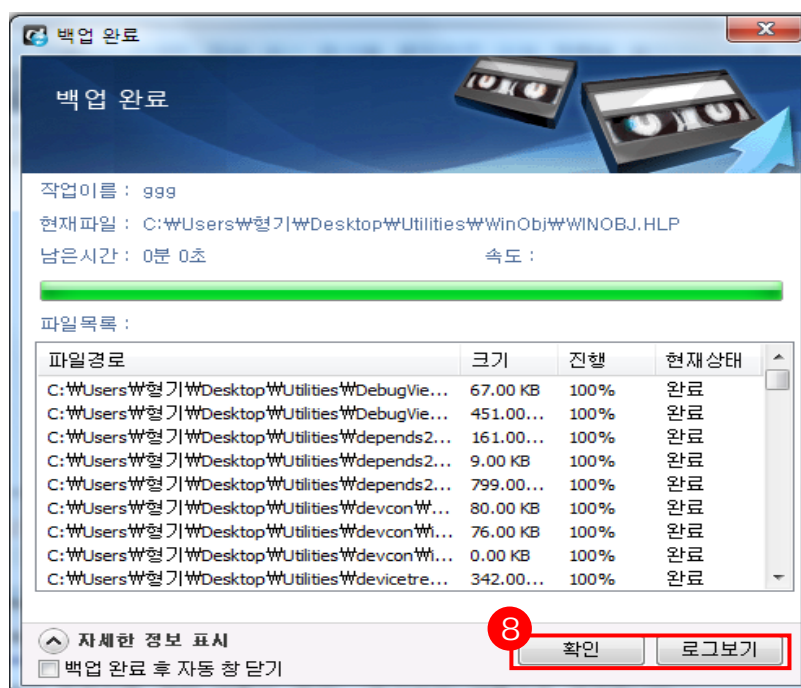 백업 완료
백업 완료
작업이름 : ggg
현재파일 : C:₩Users₩형기₩Desktop₩Utilities₩WinObj₩WINOBJ.HLP
남은시간 : 0분 0초 속도 :
파일목록 :
파일경로 크기 진행 현재상태
C:₩Users₩형기₩Desktop₩Utilities₩DebugVie... 67.00 KB 100% 완료
C:₩Users₩형기₩Desktop₩Utilities₩DebugVie... 451.00... 100% 완료
C:₩Users₩형기₩Desktop₩Utilities₩depends2... 161.00... 100% 완료
C:₩Users₩형기₩Desktop₩Utilities₩depends2... 9.00 KB 100% 완료
C:₩Users₩형기₩Desktop₩Utilities₩depends2... 799.00... 100% 완료
C:₩Users₩형기₩Desktop₩Utilities₩devcon₩... 80.00 KB 100% 완료
C:₩Users₩형기₩Desktop₩Utilities₩devcon₩i... 76.00 KB 100% 완료
C:₩Users₩형기₩Desktop₩Utilities₩devcon₩i... 0.00 KB 100% 완료
C:₩Users₩형기₩Desktop₩Utilities₩devicetre... 342.00... 100% 완료
자세한 정보 표시
8
확인 로그보기
백업 완료 후 자동 창 닫기